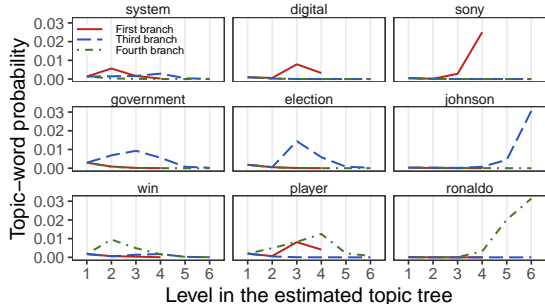 system digital sony
0.03
0.02
0.01
0.00
First branch
Third branch
Fourth branch
government election johnson
0.03
0.02
0.01
0.00
win player ronaldo
0.03
0.02
0.01
0.00
1 2 3 4 5 6 1 2 3 4 5 6 1 2 3 4 5 6
Topic−word probability
Level in the estimated topic tree